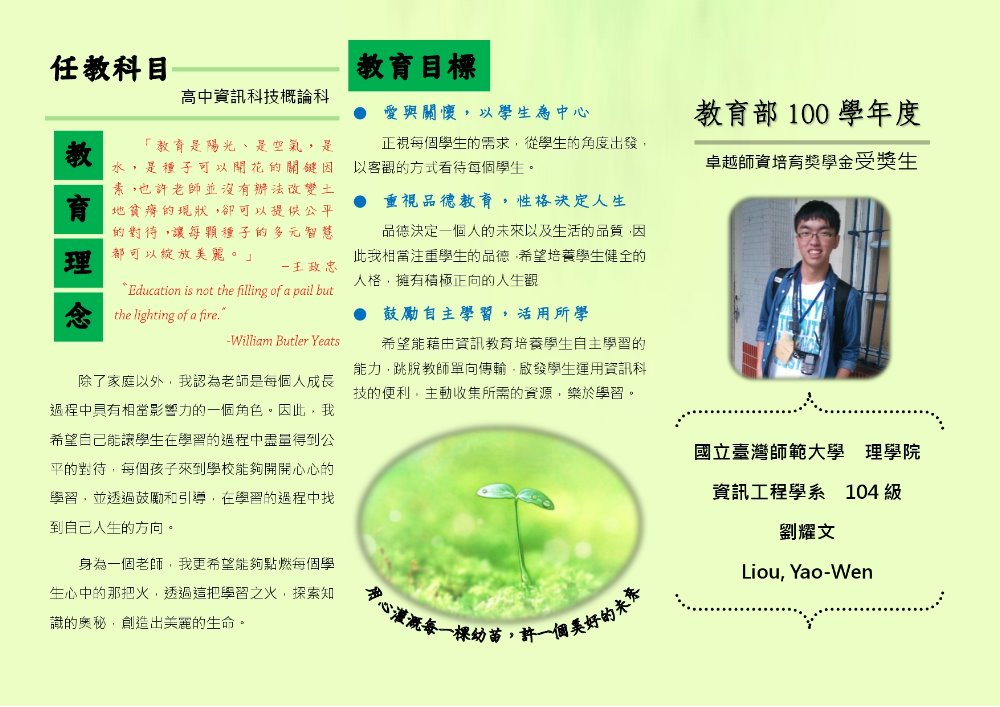 任教科目
高中資訊科技概論科
教育理念
「教育是陽光、是空氣，是
水，是種子可以開花的關鍵因
素，也許老師並沒有辦法改變土
地貧瘠的現狀，卻可以提供公平
的對待，讓每顆種子的多元智慧
都可以綻放美麗。」
–王政忠
〝Education is not the filling of a pail but
the lighting of a fire.〞
-William Butler Yeats
除了家庭以外，我認為老師是每個人成長
過程中具有相當影響力的一個角色。因此，我
希望自己能讓學生在學習的過程中盡量得到公
平的對待，每個孩子來到學校能夠開開心心的
學習，並透過鼓勵和引導，在學習的過程中找
到自己人生的方向。
身為一個老師，我更希望能夠點燃每個學
生心中的那把火，透過這把學習之火，探索知
識的奧秘，創造出美麗的生命。
教育目標
● 愛與關懷，以學生為中心
正視每個學生的需求，從學生的角度出發，
以客觀的方式看待每個學生。
● 重視品德教育，性格決定人生
品德決定一個人的未來以及生活的品質，因
此我相當注重學生的品德，希望培養學生健全的
人格，擁有積極正向的人生觀
● 鼓勵自主學習，活用所學
希望能藉由資訊教育培養學生自主學習的
能力，跳脫教師單向傳輸，啟發學生運用資訊科
技的便利，主動收集所需的資源，樂於學習。
用心灌溉每一棵幼苗，許一個美好的未來
教育部 100 學年度
卓越師資培育獎學金受獎生
國立臺灣師範大學　理學院
資訊工程學系　104 級
劉耀文
Liou, Yao-Wen